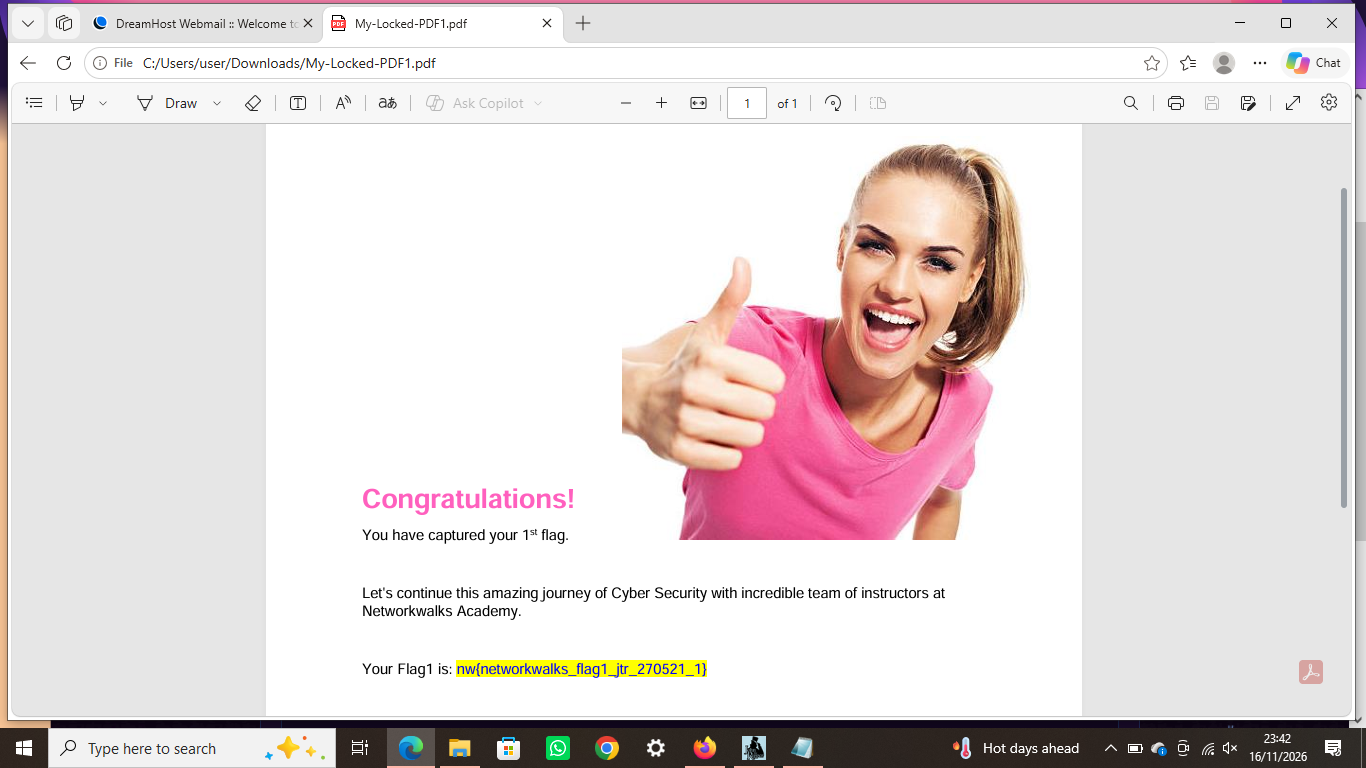 DreamHost Webmail :: Welcome to
My-Locked-PDF1.pdf
File C:/Users/user/Downloads/My-Locked-PDF1.pdf
Chat
Draw
Ask Copilot
1 of 1
Congratulations!
You have captured your 1st flag.
Let's continue this amazing journey of Cyber Security with incredible team of instructors at
Networkwalks Academy.
Your Flag1 is: nw{networkwalks_flag1_jtr_270521_1}
Type here to search
Hot days ahead
23:42
16/11/2026